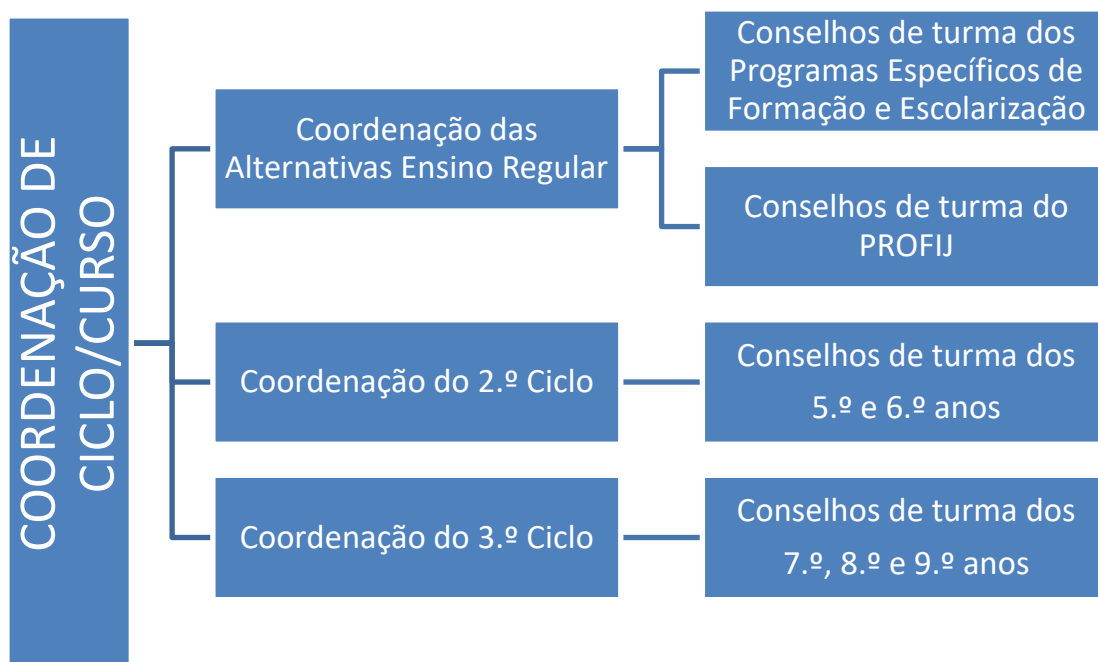 COORDENAÇÃO DE
CICLO/CURSO
Coordenação das
Alternativas Ensino Regular
Conselhos de turma dos
Programas Específicos de
Formação e Escolarização
Conselhos de turma do
PROFIJ
Coordenação do 2.º Ciclo
Conselhos de turma dos
5.º e 6.º anos
Coordenação do 3.º Ciclo
Conselhos de turma dos
7.º, 8.º e 9.º anos